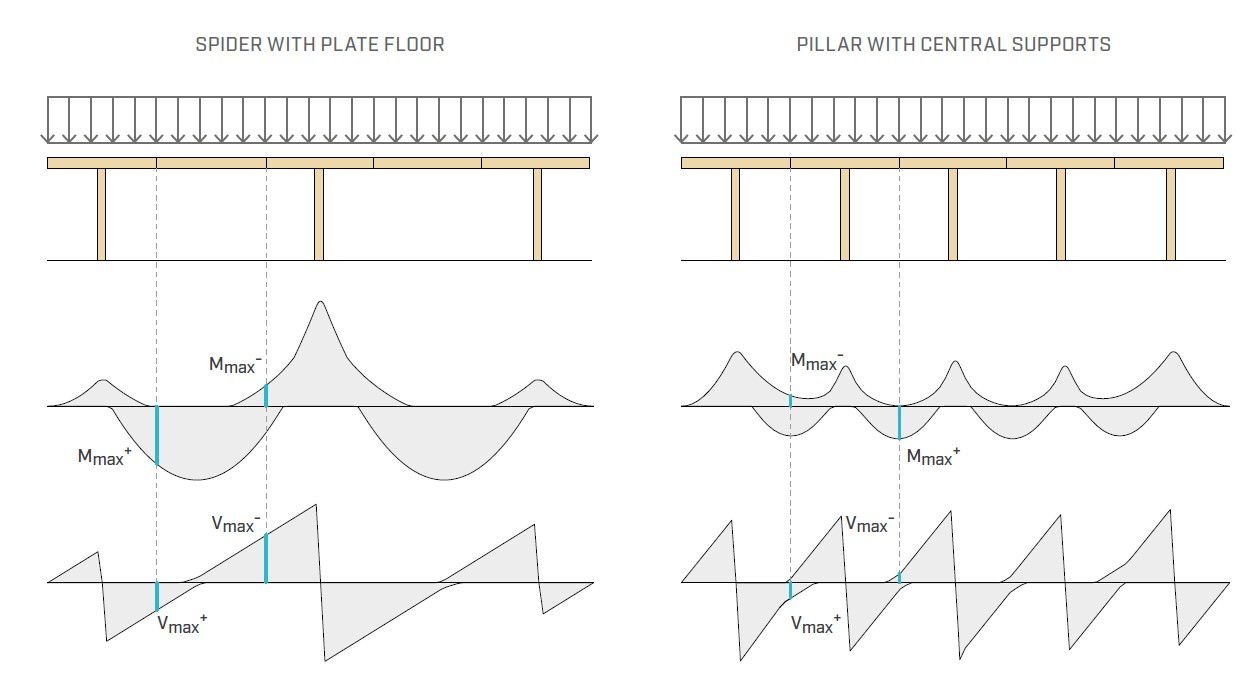 SPIDER WITH PLATE FLOOR
PILLAR WITH CENTRAL SUPPORTS
Mmax-
Mmax+
Vmax-
Vmax+
Mmax-
Mmax+
Vmax-
Vmax+